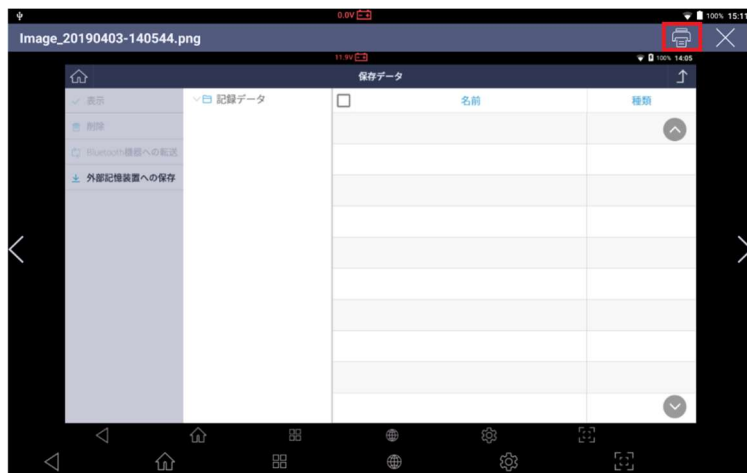 0.0V
100% 15:11
Image_20190403-140544.png
11.9V
100% 14:05
保存データ
表示
記録データ
名前
種類
削除
Bluetooth機器への転送
外部記憶装置への保存